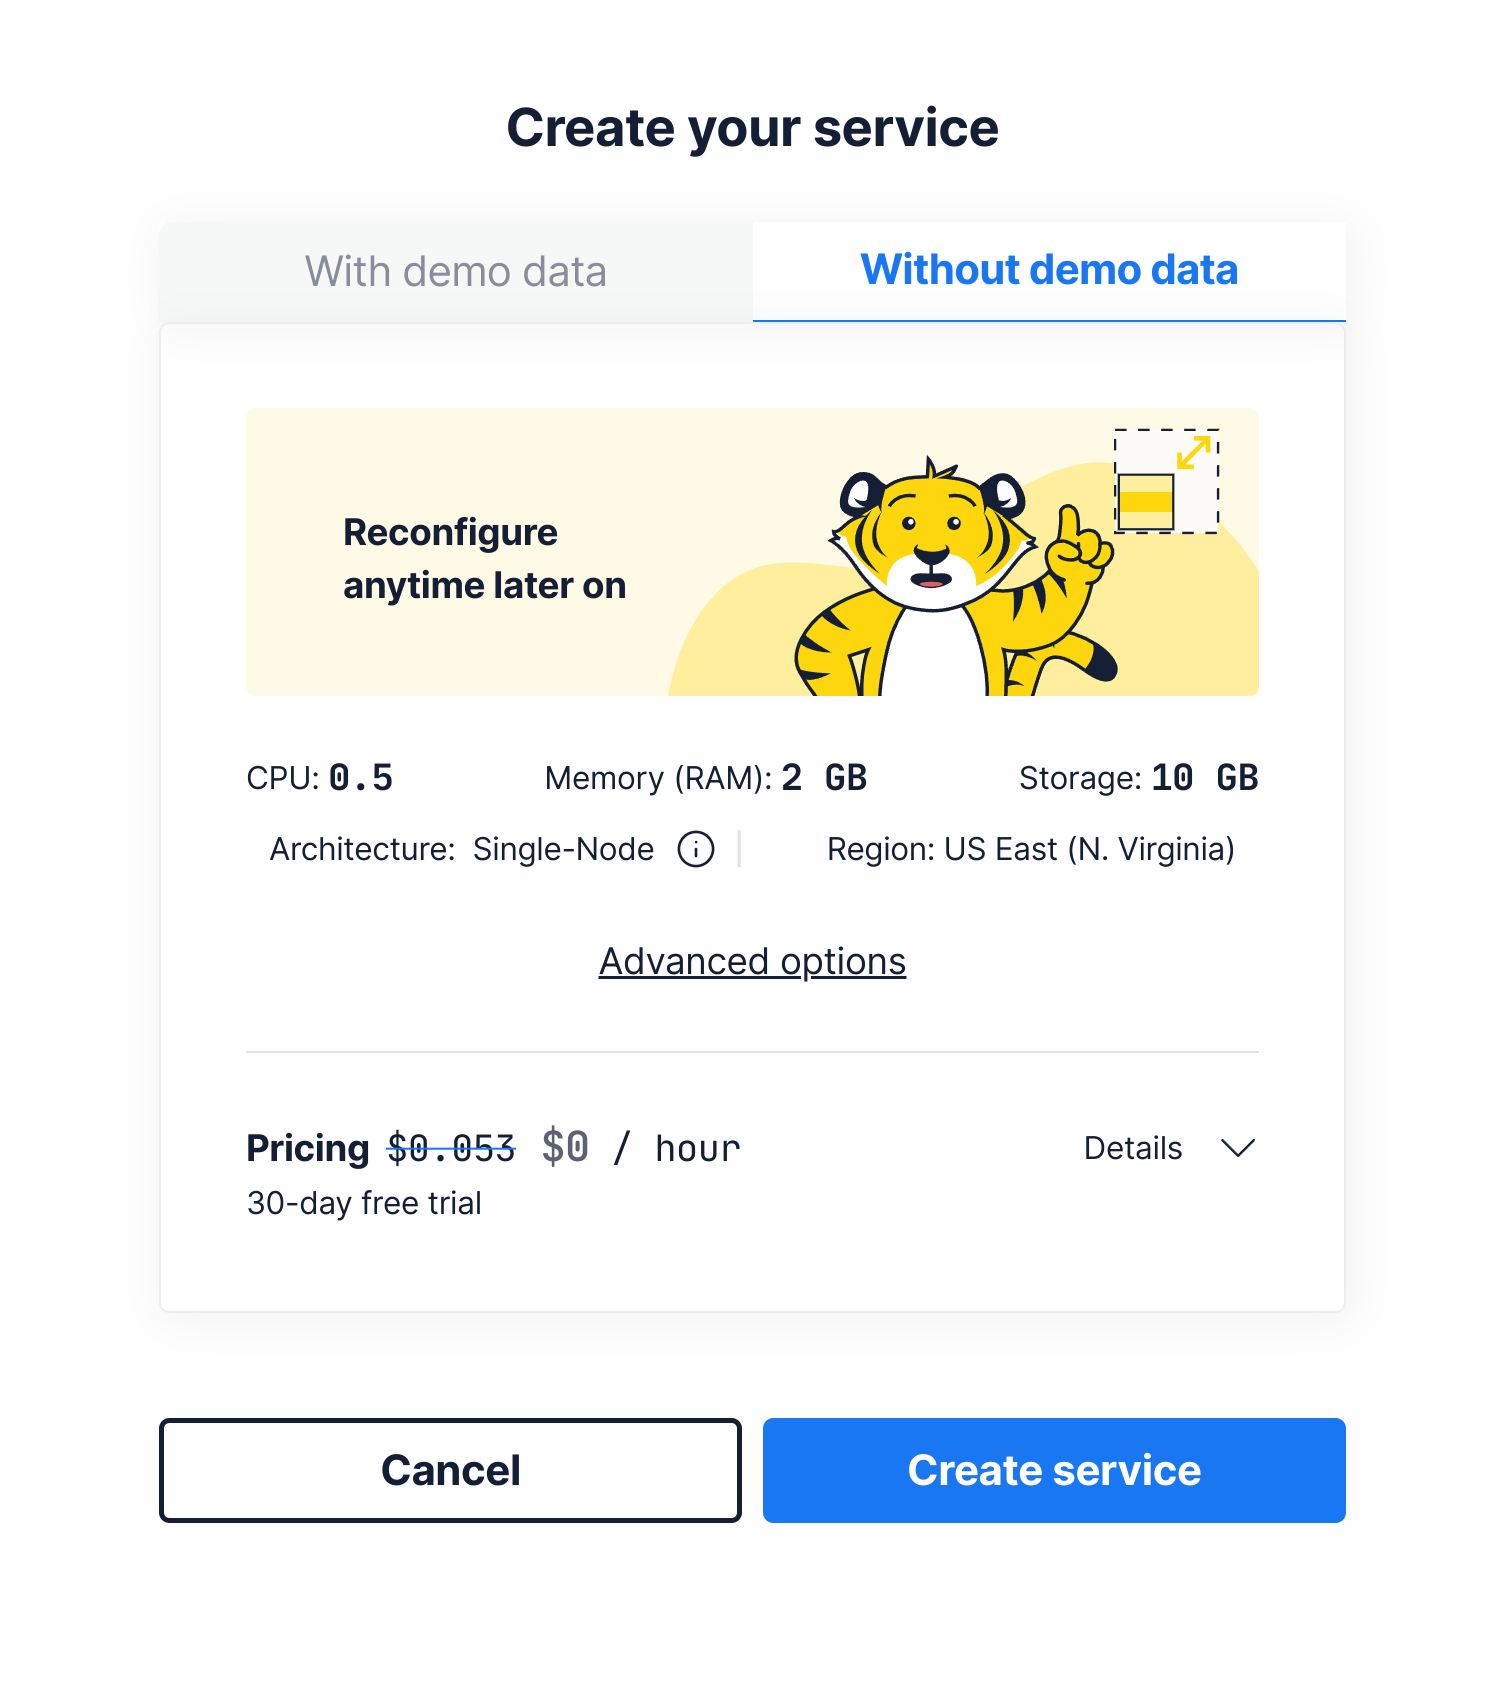 Create your service
With demo data
Without demo data
Reconfigure
anytime later on
CPU: 0.5
Memory (RAM): 2 GB
Storage: 10 GB
Architecture: Single-Node
Region: US East (N. Virginia)
Advanced options
Pricing $0.053 $0 / hour
Details
30-day free trial
Cancel
Create service